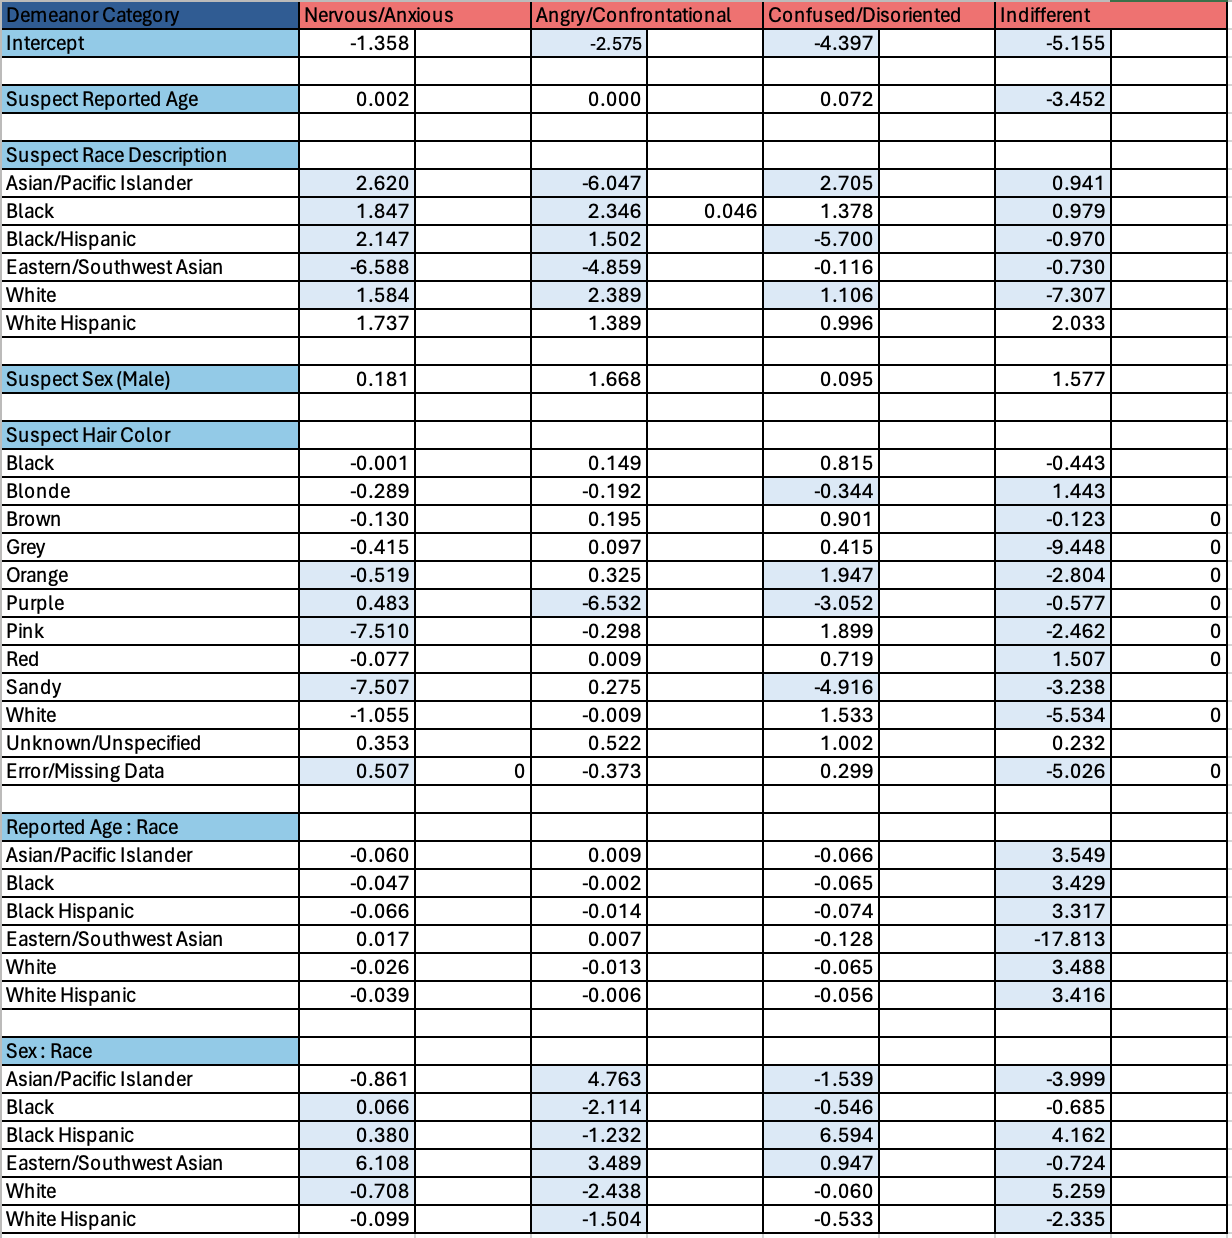 Demeanor Category Nervous/Anxious Angry/Confrontational Confused/Disoriented Indifferent
Intercept -1.358 -2.575 -4.397 -5.155
Suspect Reported Age 0.002 0.000 0.072 -3.452
Suspect Race Description
Asian/Pacific Islander 2.620 -6.047 2.705 0.941
Black 1.847 2.346 0.046 1.378 0.979
Black/Hispanic 2.147 1.502 -5.700 -0.970
Eastern/Southwest Asian -6.588 -4.859 -0.116 -0.730
White 1.584 2.389 1.106 -7.307
White Hispanic 1.737 1.389 0.996 2.033
Suspect Sex (Male) 0.181 1.668 0.095 1.577
Suspect Hair Color
Black -0.001 0.149 0.815 -0.443
Blonde -0.289 -0.192 -0.344 1.443
Brown -0.130 0.195 0.901 -0.123 0
Grey -0.415 0.097 0.415 -9.448 0
Orange -0.519 0.325 1.947 -2.804 0
Purple 0.483 -6.532 -3.052 -0.577 0
Pink -7.510 -0.298 1.899 -2.462 0
Red -0.077 0.009 0.719 1.507 0
Sandy -7.507 0.275 -4.916 -3.238
White -1.055 -0.009 1.533 -5.534 0
Unknown/Unspecified 0.353 0.522 1.002 0.232
Error/Missing Data 0.507 0 -0.373 0.299 -5.026 0
Reported Age : Race
Asian/Pacific Islander -0.060 0.009 -0.066 3.549
Black -0.047 -0.002 -0.065 3.429
Black Hispanic -0.066 -0.014 -0.074 3.317
Eastern/Southwest Asian 0.017 0.007 -0.128 -17.813
White -0.026 -0.013 -0.065 3.488
White Hispanic -0.039 -0.006 -0.056 3.416
Sex : Race
Asian/Pacific Islander -0.861 4.763 -1.539 -3.999
Black 0.066 -2.114 -0.546 -0.685
Black Hispanic 0.380 -1.232 6.594 4.162
Eastern/Southwest Asian 6.108 3.489 0.947 -0.724
White -0.708 -2.438 -0.060 5.259
White Hispanic -0.099 -1.504 -0.533 -2.335